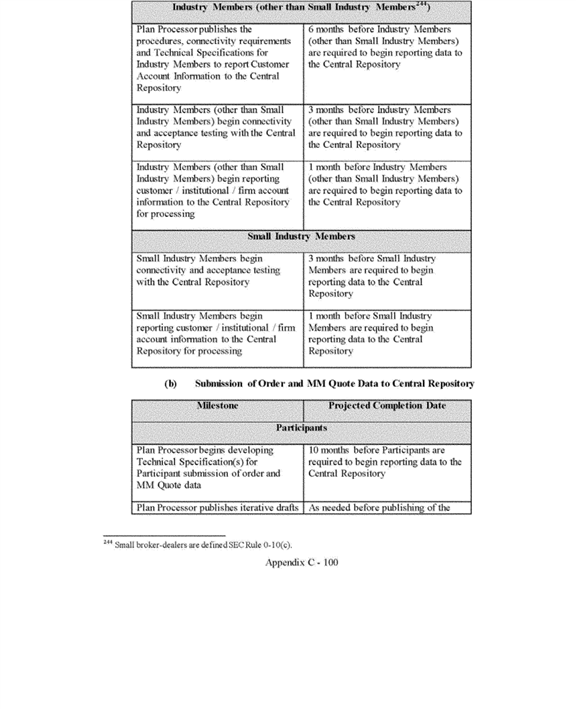 Industry Members (other than Small Industry Members²⁴⁴)
Plan Processor publishes the
procedures, connectivity requirements
and Technical Specifications for
Industry Members to report Customer
Account Information to the Central
Repository
6 months before Industry Members
(other than Small Industry Members)
are required to begin reporting data to
the Central Repository
Industry Members (other than Small
Industry Members) begin connectivity
and acceptance testing with the Central
Repository
3 months before Industry Members
(other than Small Industry Members)
are required to begin reporting data to
the Central Repository
Industry Members (other than Small
Industry Members) begin reporting
customer / institutional / firm account
information to the Central Repository
for processing
1 month before Industry Members
(other than Small Industry Members)
are required to begin reporting data to
the Central Repository
Small Industry Members
Small Industry Members begin
connectivity and acceptance testing
with the Central Repository
3 months before Small Industry
Members are required to begin
reporting data to the Central
Repository
Small Industry Members begin
reporting customer / institutional / firm
account information to the Central
Repository for processing
1 month before Small Industry
Members are required to begin
reporting data to the Central
Repository
(b) Submission of Order and MM Quote Data to Central Repository
Milestone
Projected Completion Date
Participants
Plan Processor begins developing
Technical Specification(s) for
Participant submission of order and
MM Quote data
10 months before Participants are
required to begin reporting data to the
Central Repository
Plan Processor publishes iterative drafts
As needed before publishing of the
²⁴⁴ Small broker-dealers are defined SEC Rule 0-10(c).
Appendix C - 100